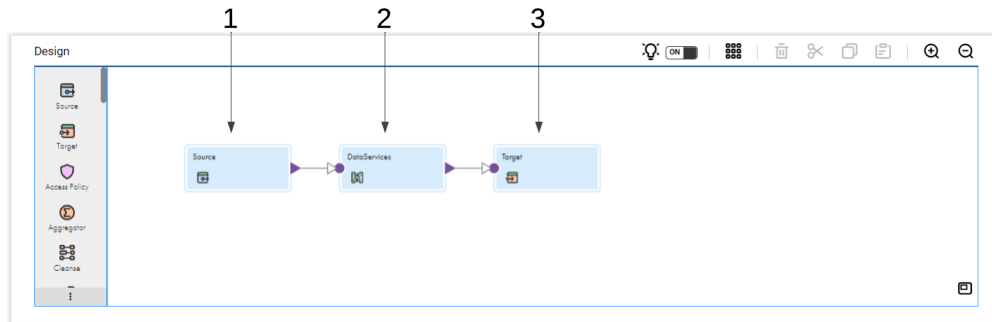 1 2 3
Design
ON
Source
Target
Access Policy
Aggregator
Cleanse
Source
DataServices
Target